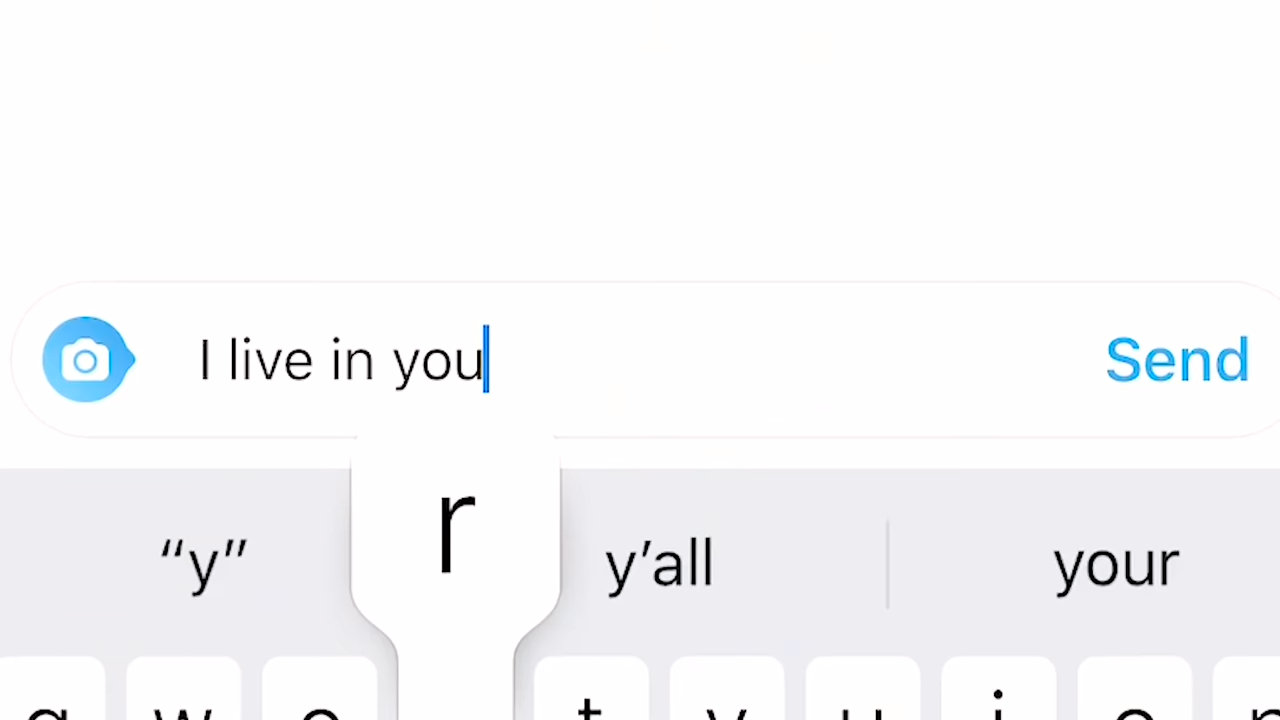 I live in you
Send
“y”
r
y’all
your
q w e t y u i o p